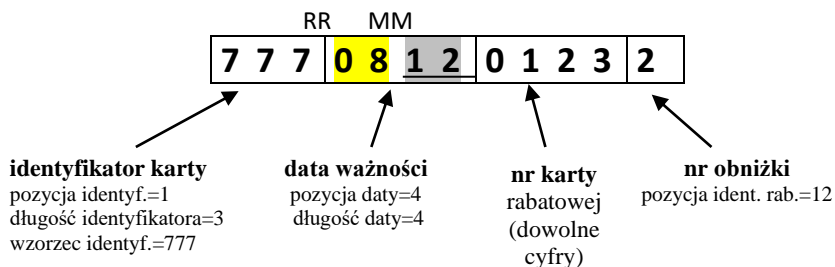 RR MM
7 7 7 0 8 1 2 0 1 2 3 2
identyfikator karty
pozycja identyf.=1
długość identyfikatora=3
wzorzec identyf.=777
data ważności
pozycja daty=4
długość daty=4
nr karty
rabatowej
(dowolne
cyfry)
nr obniżki
pozycja ident. rab.=12